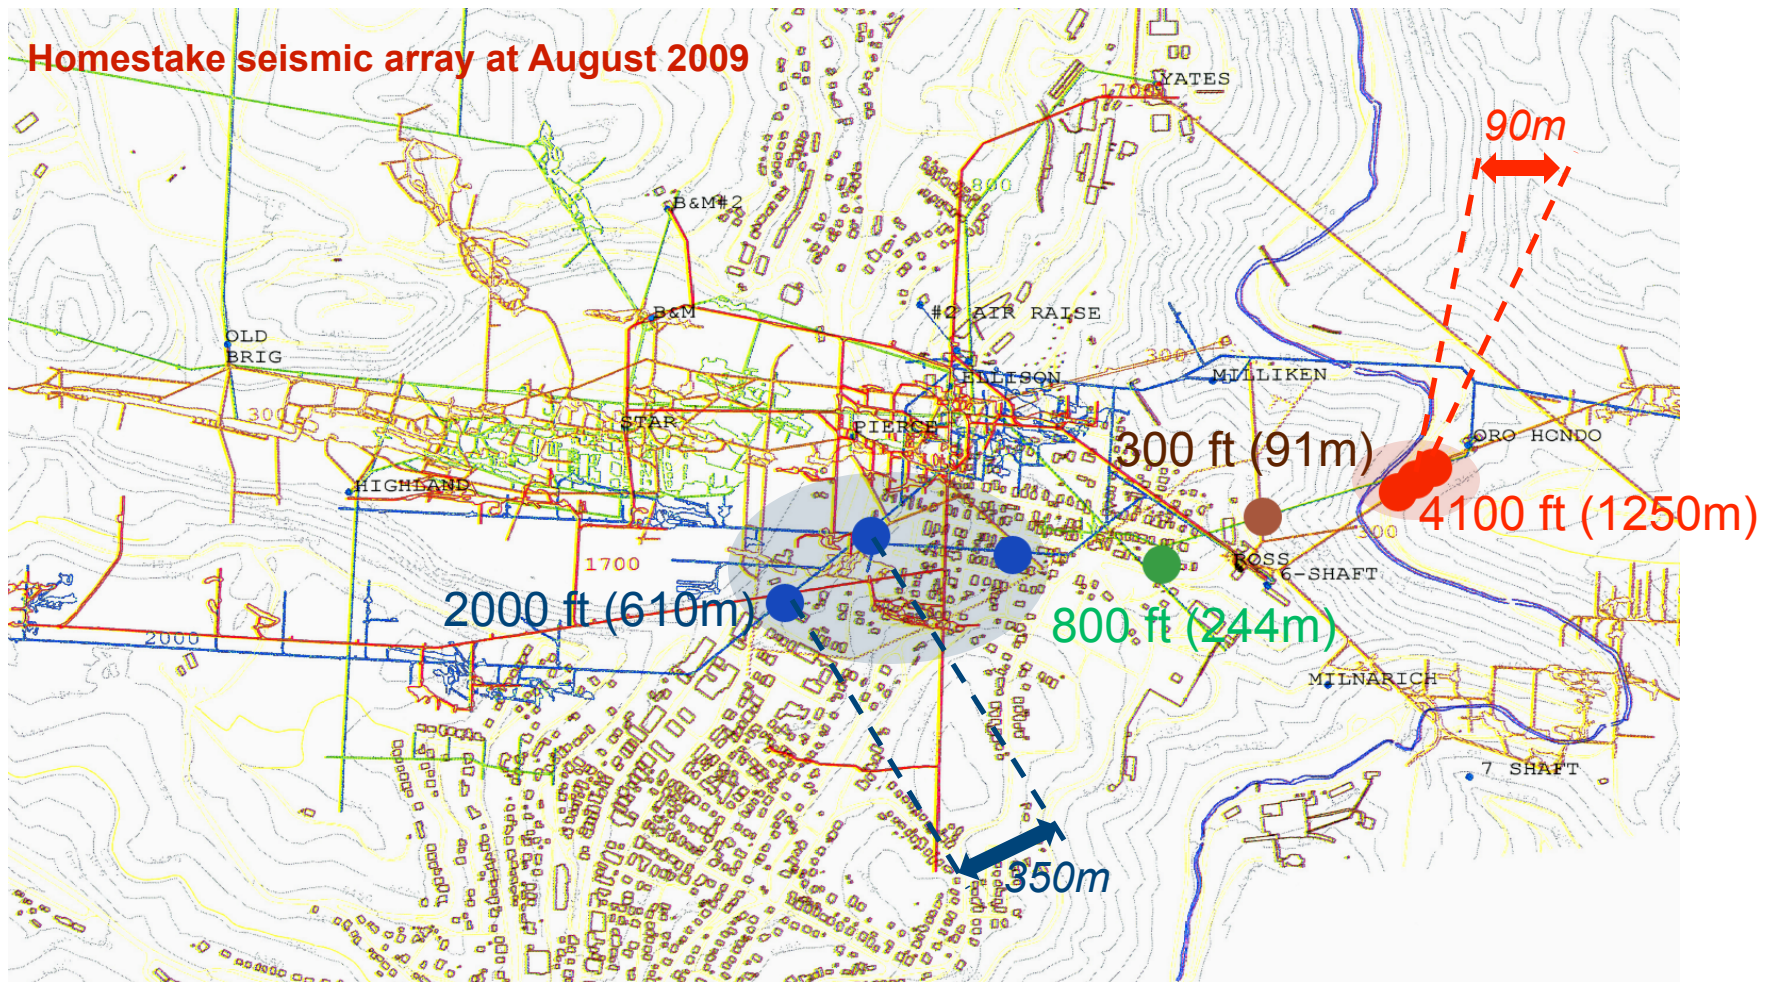 Homestake seismic array at August 2009
YATES
1700
90m
800
B&M#2
B&M
#2 AIR RAISE
OLD
BRIG
300
ELLISON
MILLIKEN
300
STAR
PIERCE
ORO HONDO
300 ft (91m)
HIGHLAND
4100 ft (1250m)
300
1700
ROSS
6-SHAFT
2000 ft (610m)
800 ft (244m)
2000
MILNARICH
7 SHAFT
350m